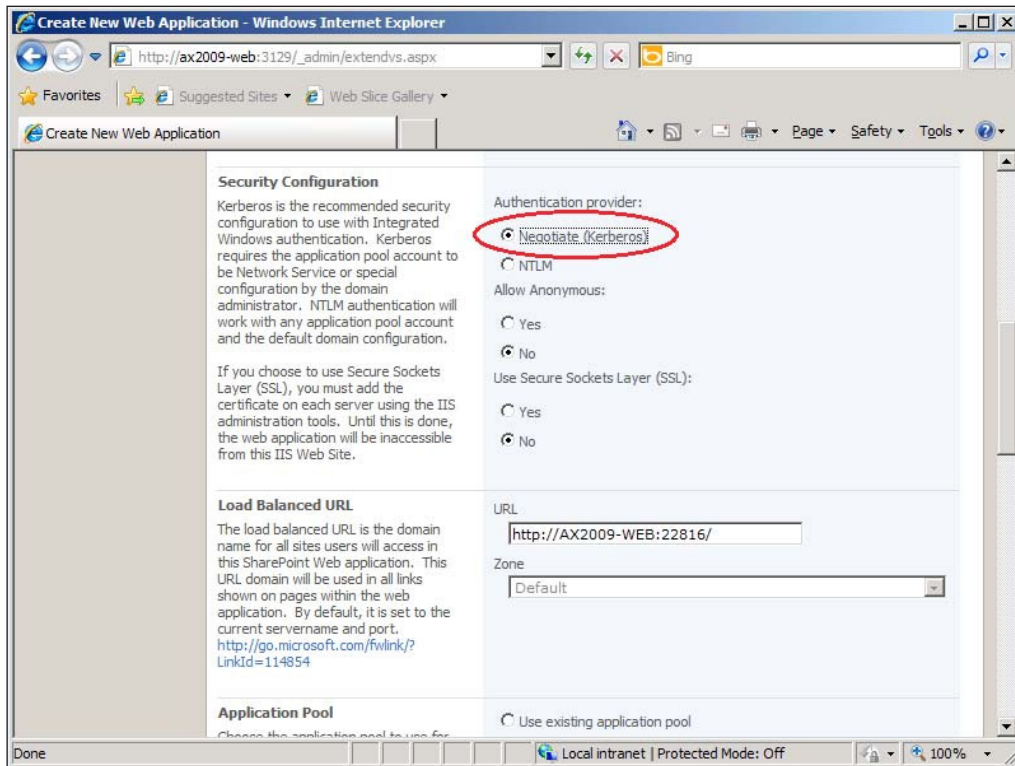 Create New Web Application - Windows Internet Explorer
http://ax2009-web:3129/_admin/extendvs.aspx
Bing
Favorites
Suggested Sites
Web Slice Gallery
Create New Web Application
Page
Safety
Tools
Security Configuration
Kerberos is the recommended security
configuration to use with Integrated
Windows authentication. Kerberos
requires the application pool account to
be Network Service or special
configuration by the domain
administrator. NTLM authentication will
work with any application pool account
and the default domain configuration.
If you choose to use Secure Sockets
Layer (SSL), you must add the
certificate on each server using the IIS
administration tools. Until this is done,
the web application will be inaccessible
from this IIS Web Site.
Authentication provider:
Negotiate (Kerberos)
NTLM
Allow Anonymous:
Yes
No
Use Secure Sockets Layer (SSL):
Yes
No
Load Balanced URL
The load balanced URL is the domain
name for all sites users will access in
this SharePoint Web application. This
URL domain will be used in all links
shown on pages within the web
application. By default, it is set to the
current servername and port.
http://go.microsoft.com/fwlink/?
LinkId=114854
URL
http://AX2009-WEB:22816/
Zone
Default
Application Pool
Choose the application pool to use for
Use existing application pool
Done
Local intranet | Protected Mode: Off
100%